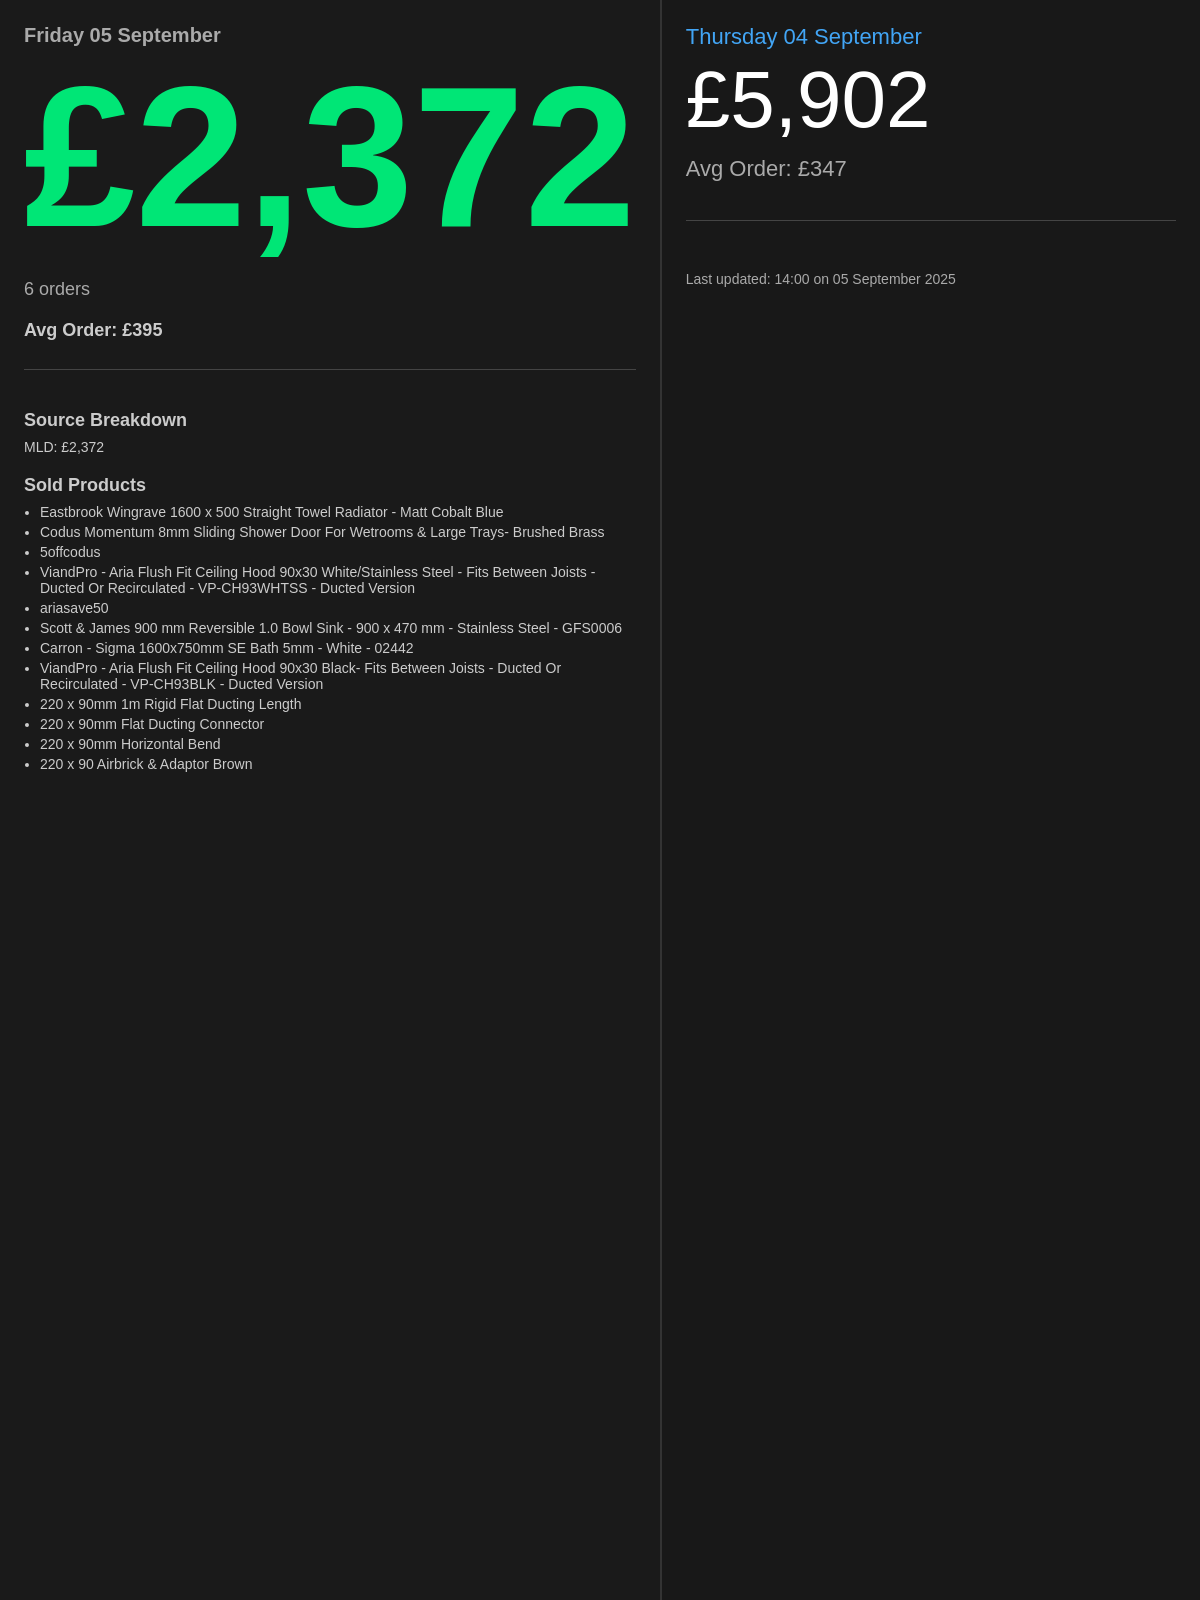 Friday 05 September
£2,372
6 orders
Avg Order: £395
Source Breakdown
MLD: £2,372
Sold Products
• Eastbrook Wingrave 1600 x 500 Straight Towel Radiator - Matt Cobalt Blue
• Codus Momentum 8mm Sliding Shower Door For Wetrooms & Large Trays- Brushed Brass
• 5offcodus
• ViandPro - Aria Flush Fit Ceiling Hood 90x30 White/Stainless Steel - Fits Between Joists -
Ducted Or Recirculated - VP-CH93WHTSS - Ducted Version
• ariasave50
• Scott & James 900 mm Reversible 1.0 Bowl Sink - 900 x 470 mm - Stainless Steel - GFS0006
• Carron - Sigma 1600x750mm SE Bath 5mm - White - 02442
• ViandPro - Aria Flush Fit Ceiling Hood 90x30 Black- Fits Between Joists - Ducted Or
Recirculated - VP-CH93BLK - Ducted Version
• 220 x 90mm 1m Rigid Flat Ducting Length
• 220 x 90mm Flat Ducting Connector
• 220 x 90mm Horizontal Bend
• 220 x 90 Airbrick & Adaptor Brown
Thursday 04 September
£5,902
Avg Order: £347
Last updated: 14:00 on 05 September 2025